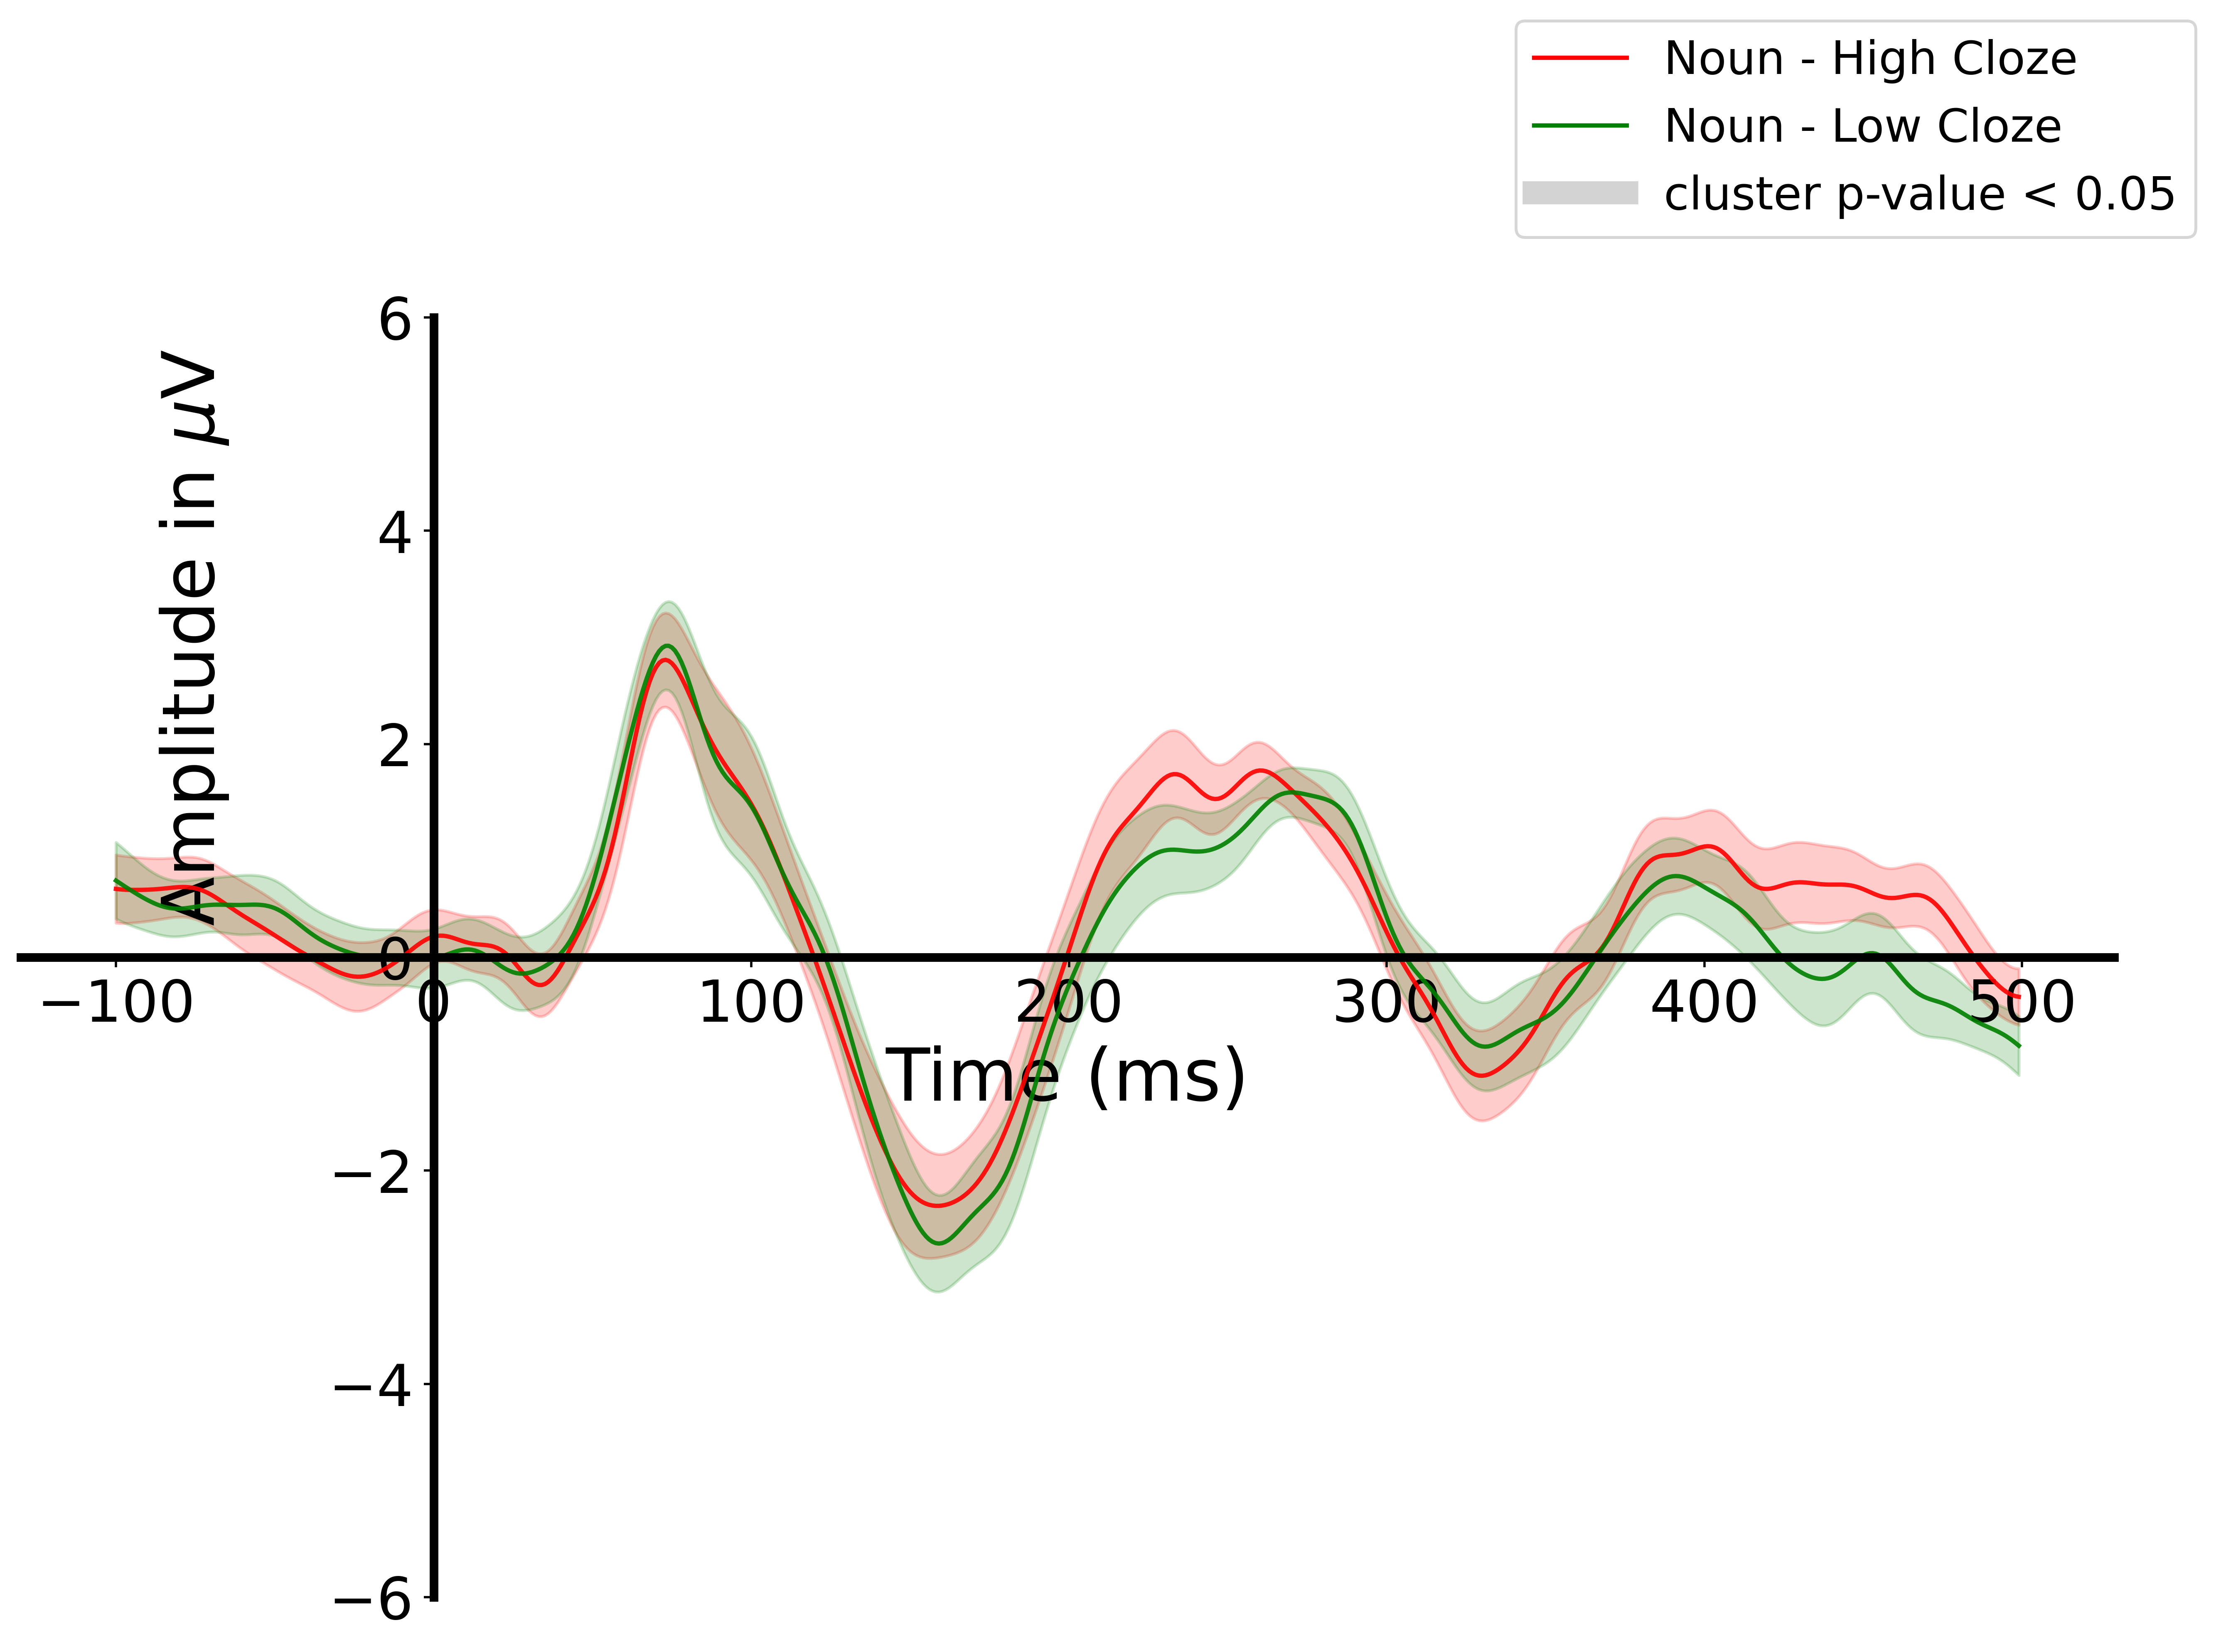 Noun - High Cloze
Noun - Low Cloze
cluster p-value < 0.05
Amplitude in μV
6
4
2
0
−2
−4
−6
−100 0 100 200 300 400 500
Time (ms)